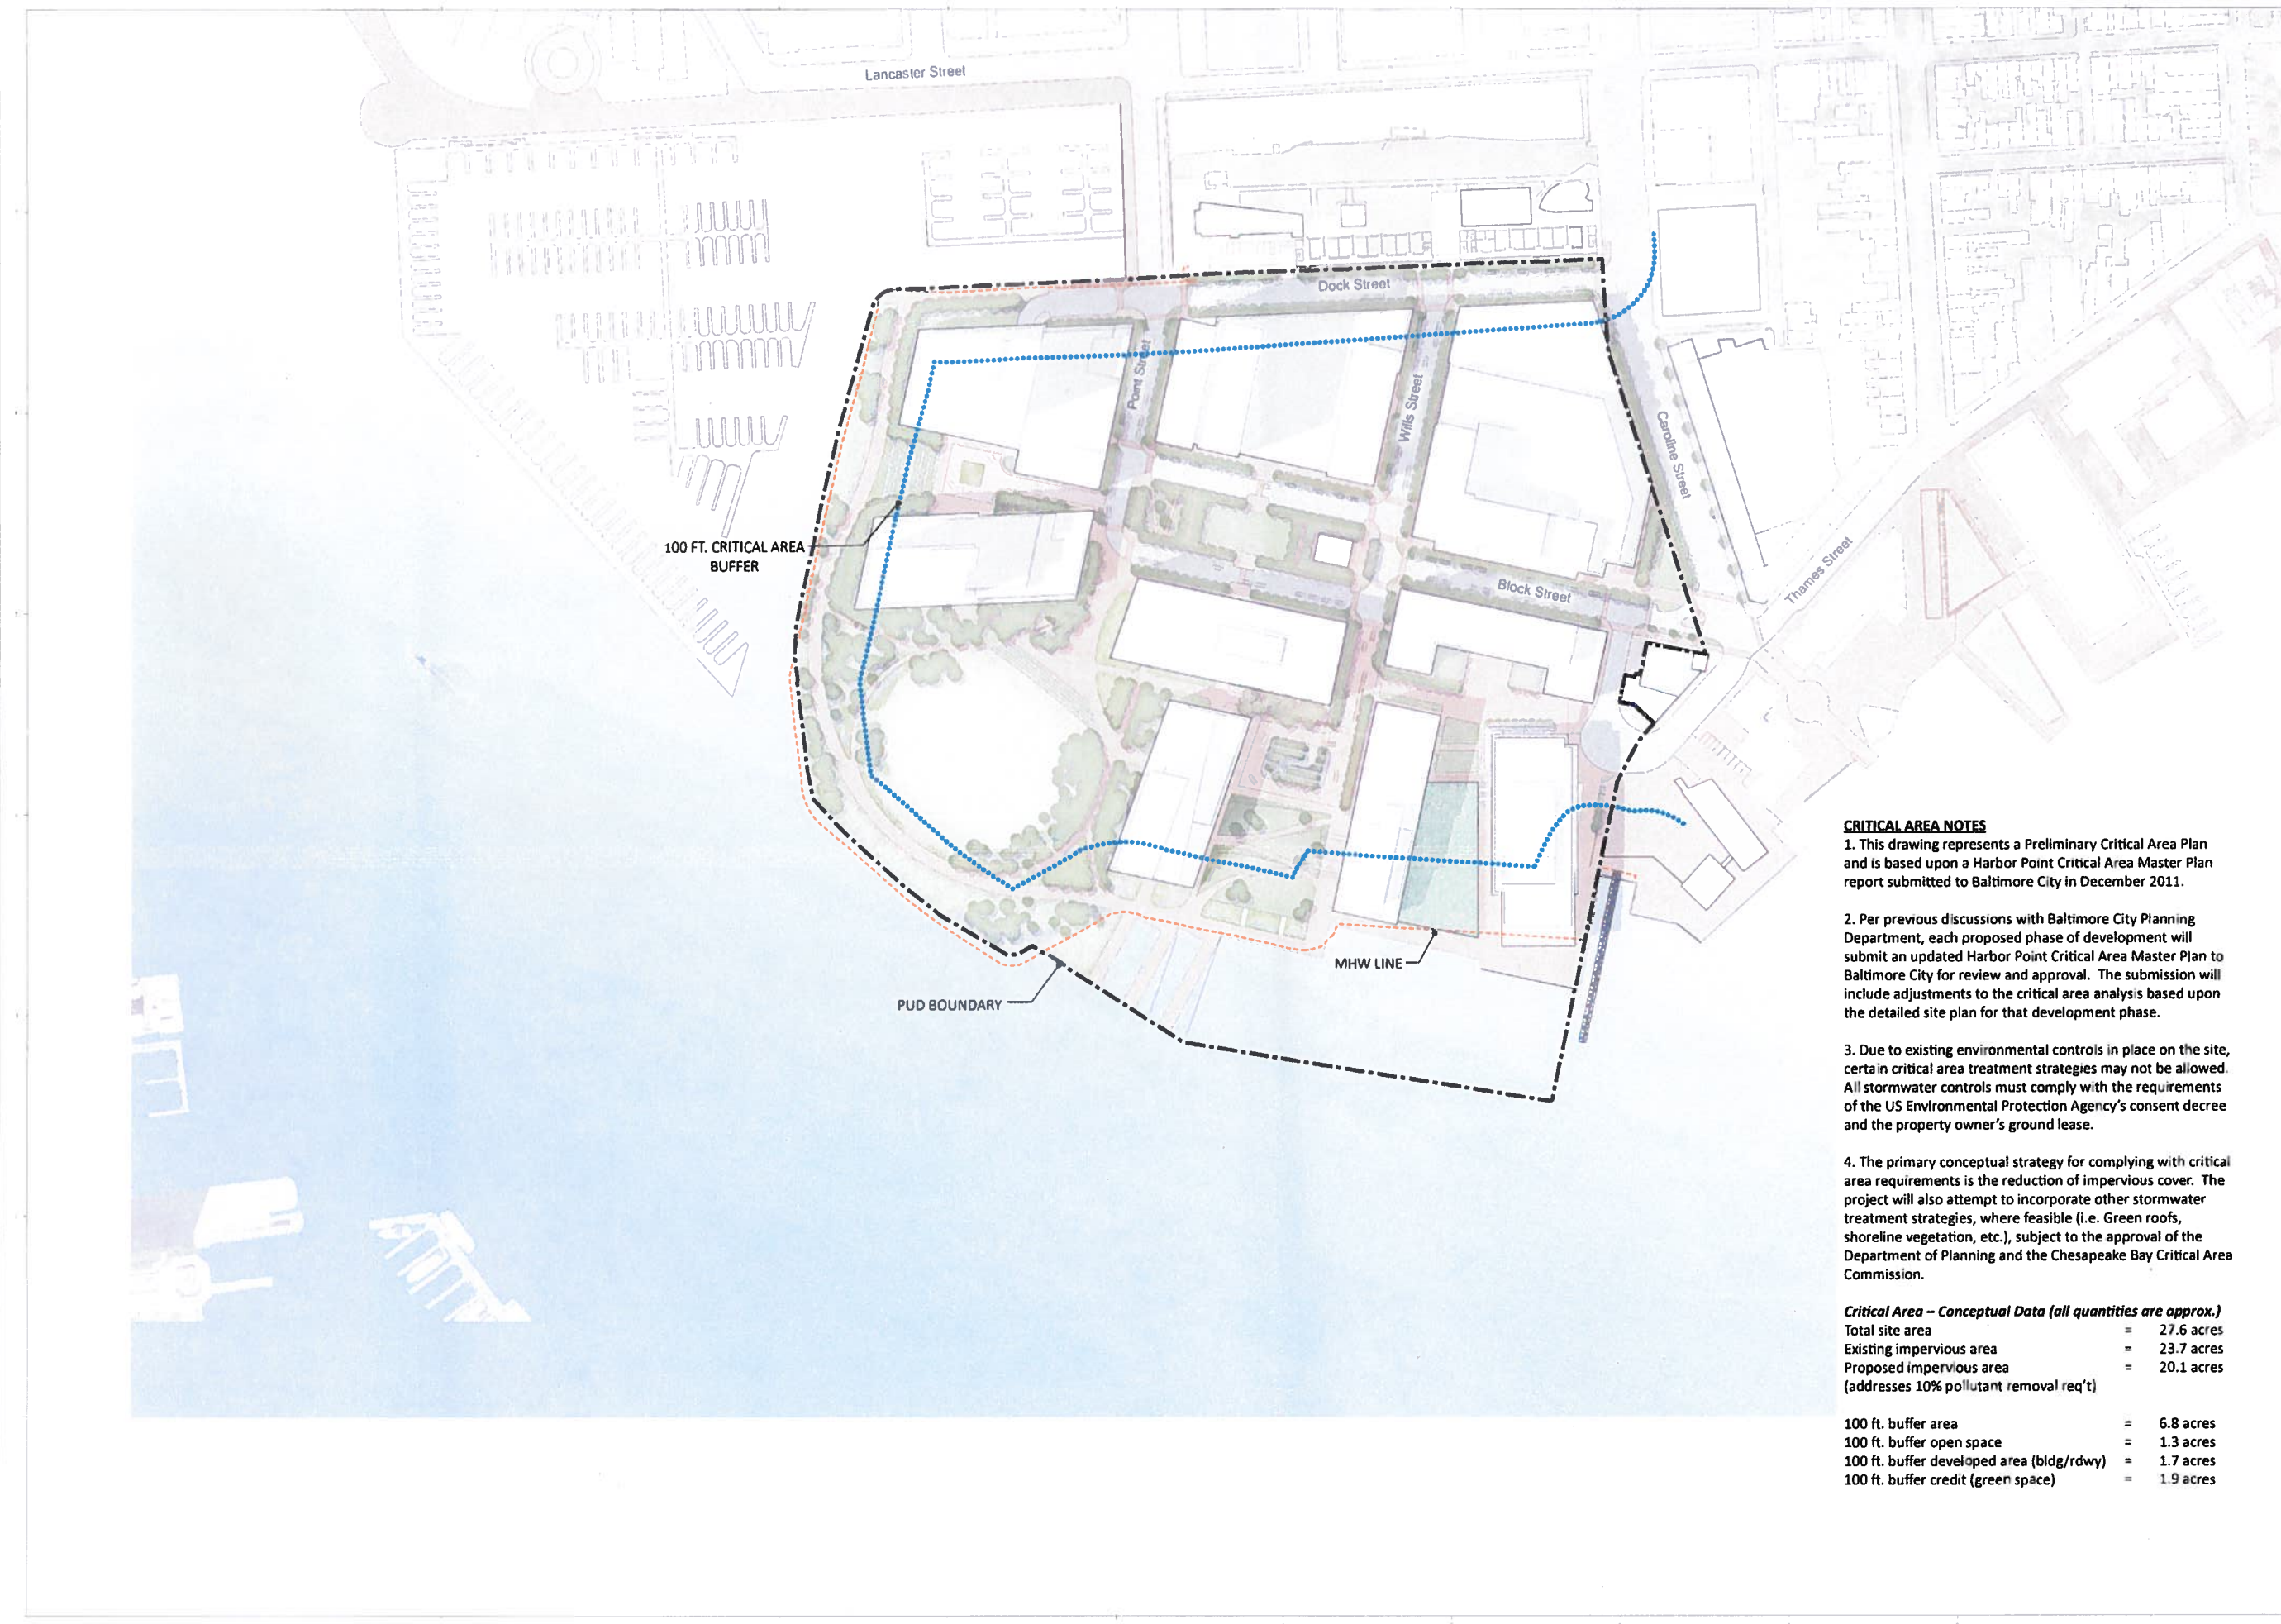 Lancaster Street
Dock Street
Point Street
Wills Street
Caroline Street
100 FT. CRITICAL AREA
BUFFER
Block Street
Thames Street
MHW LINE
PUD BOUNDARY
CRITICAL AREA NOTES
1. This drawing represents a Preliminary Critical Area Plan
and is based upon a Harbor Point Critical Area Master Plan
report submitted to Baltimore City in December 2011.
2. Per previous discussions with Baltimore City Planning
Department, each proposed phase of development will
submit an updated Harbor Point Critical Area Master Plan to
Baltimore City for review and approval. The submission will
include adjustments to the critical area analysis based upon
the detailed site plan for that development phase.
3. Due to existing environmental controls in place on the site,
certain critical area treatment strategies may not be allowed.
All stormwater controls must comply with the requirements
of the US Environmental Protection Agency's consent decree
and the property owner's ground lease.
4. The primary conceptual strategy for complying with critical
area requirements is the reduction of impervious cover. The
project will also attempt to incorporate other stormwater
treatment strategies, where feasible (i.e. Green roofs,
shoreline vegetation, etc.), subject to the approval of the
Department of Planning and the Chesapeake Bay Critical Area
Commission.
Critical Area – Conceptual Data (all quantities are approx.)
Total site area = 27.6 acres
Existing impervious area = 23.7 acres
Proposed impervious area = 20.1 acres
(addresses 10% pollutant removal req't)
100 ft. buffer area = 6.8 acres
100 ft. buffer open space = 1.3 acres
100 ft. buffer developed area (bldg/rdwy) = 1.7 acres
100 ft. buffer credit (green space) = 1.9 acres